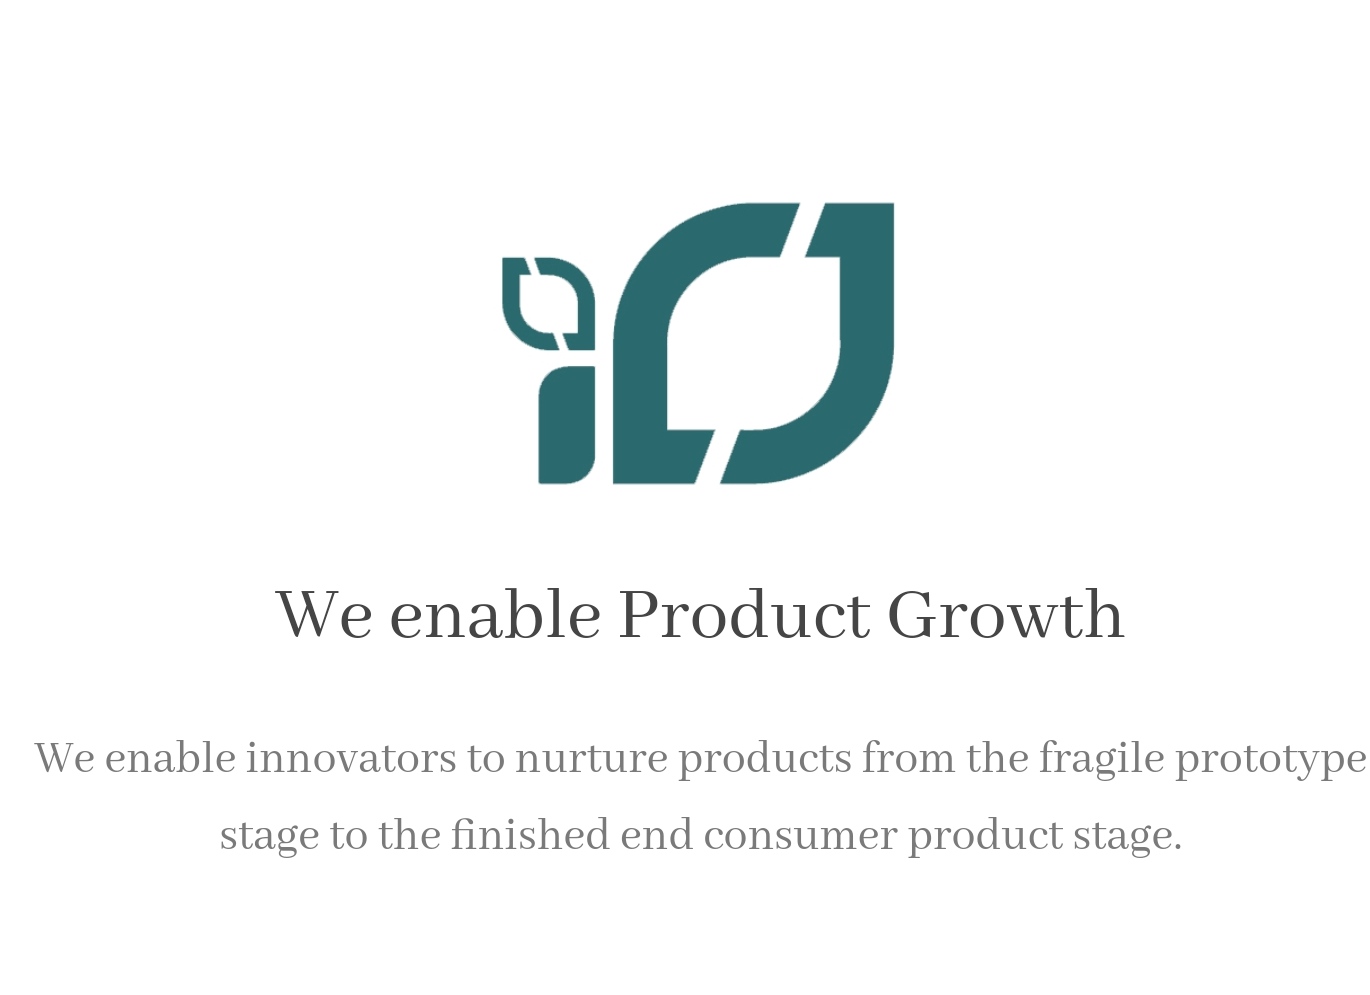 We enable Product Growth
We enable innovators to nurture products from the fragile prototype
stage to the finished end consumer product stage.